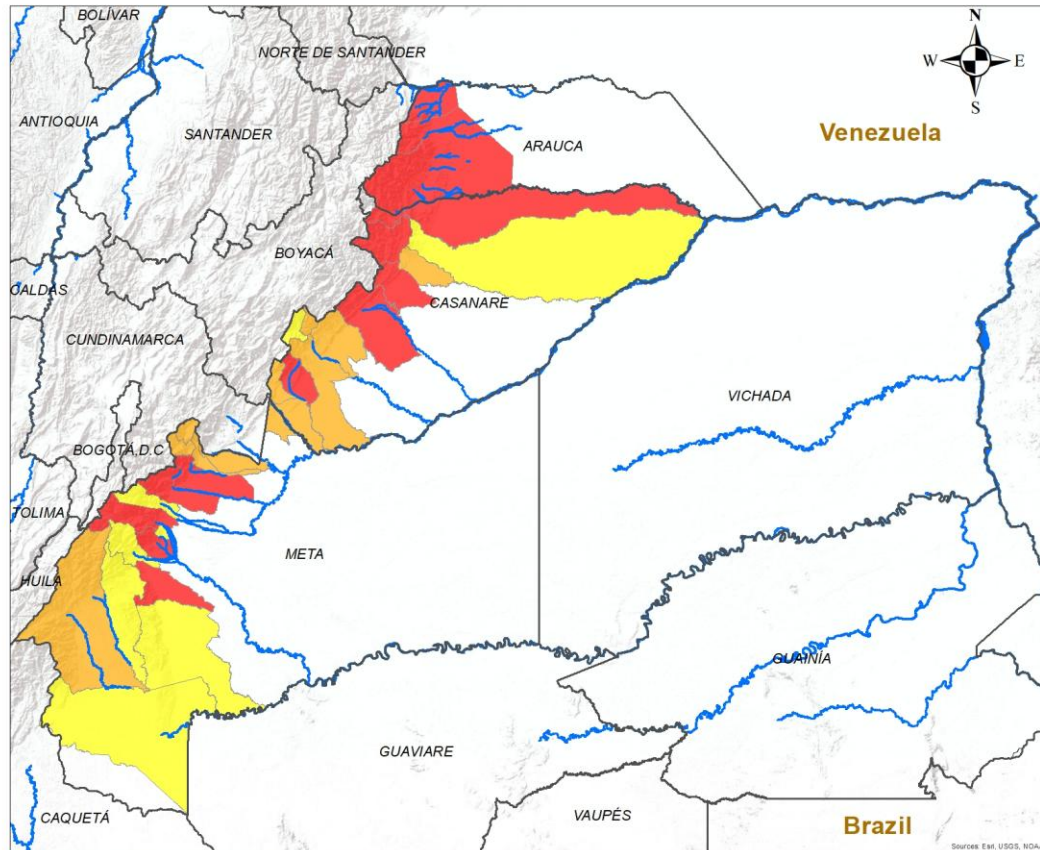 BOLÍVAR
NORTE DE SANTANDER
N
W
E
S
ANTIOQUIA
SANTANDER
ARAUCA
Venezuela
BOYACÁ
CALDAS
CASANARE
CUNDINAMARCA
VICHADA
BOGOTÁ,D.C
TOLIMA
META
HUILA
GUAINÍA
GUAVIARE
CAQUETÁ
VAUPÉS
Brazil
Sources: Esri, USGS, NOAA